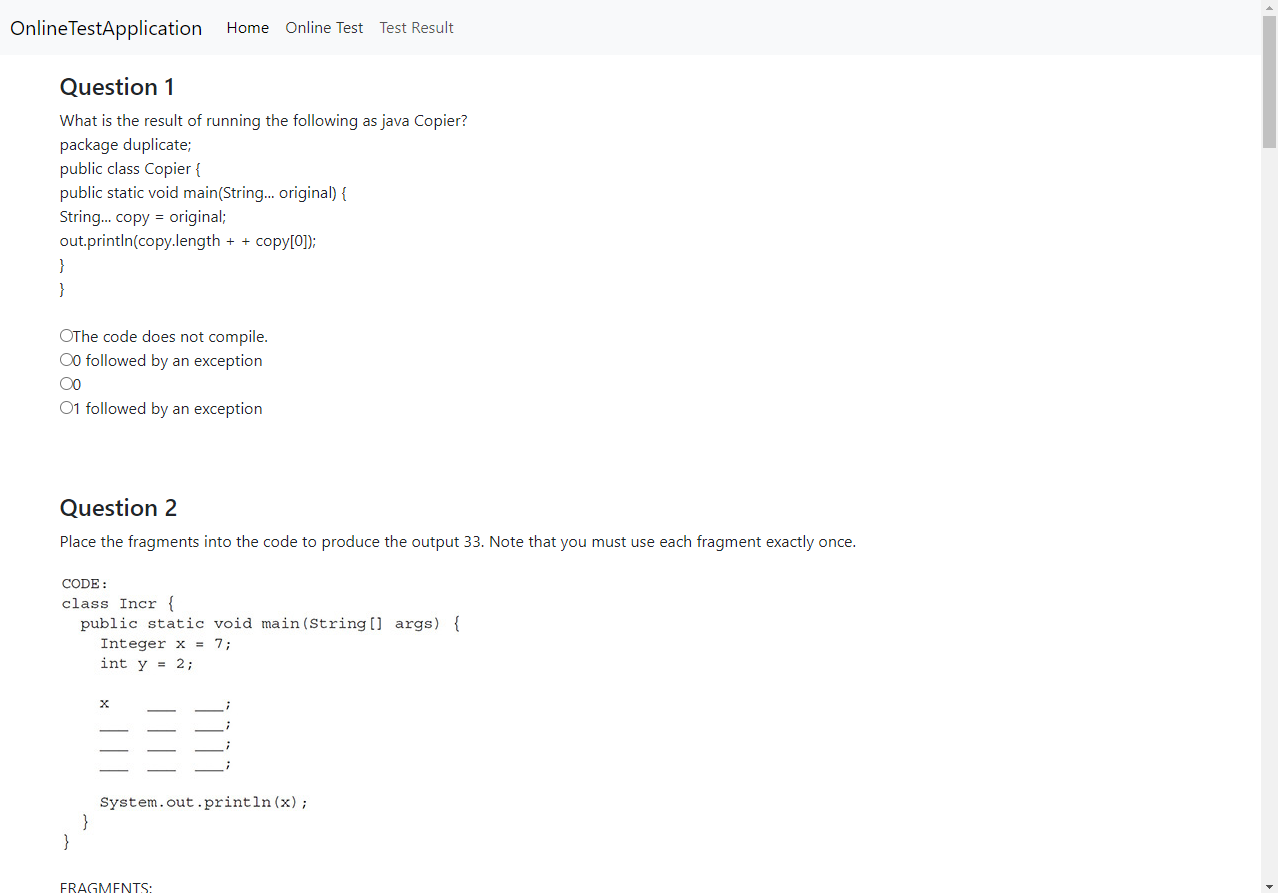 OnlineTestApplication Home Online Test Test Result
Question 1
What is the result of running the following as java Copier?
package duplicate;
public class Copier {
public static void main(String... original) {
String... copy = original;
out.println(copy.length + + copy[0]);
}
}
The code does not compile.
0 followed by an exception
0
1 followed by an exception
Question 2
Place the fragments into the code to produce the output 33. Note that you must use each fragment exactly once.
CODE:
class Incr {
public static void main(String[] args) {
Integer x = 7;
int y = 2;
x ___ ___;
___ ___ ___;
___ ___ ___;
___ ___ ___;
System.out.println(x);
}
}
FRAGMENTS: